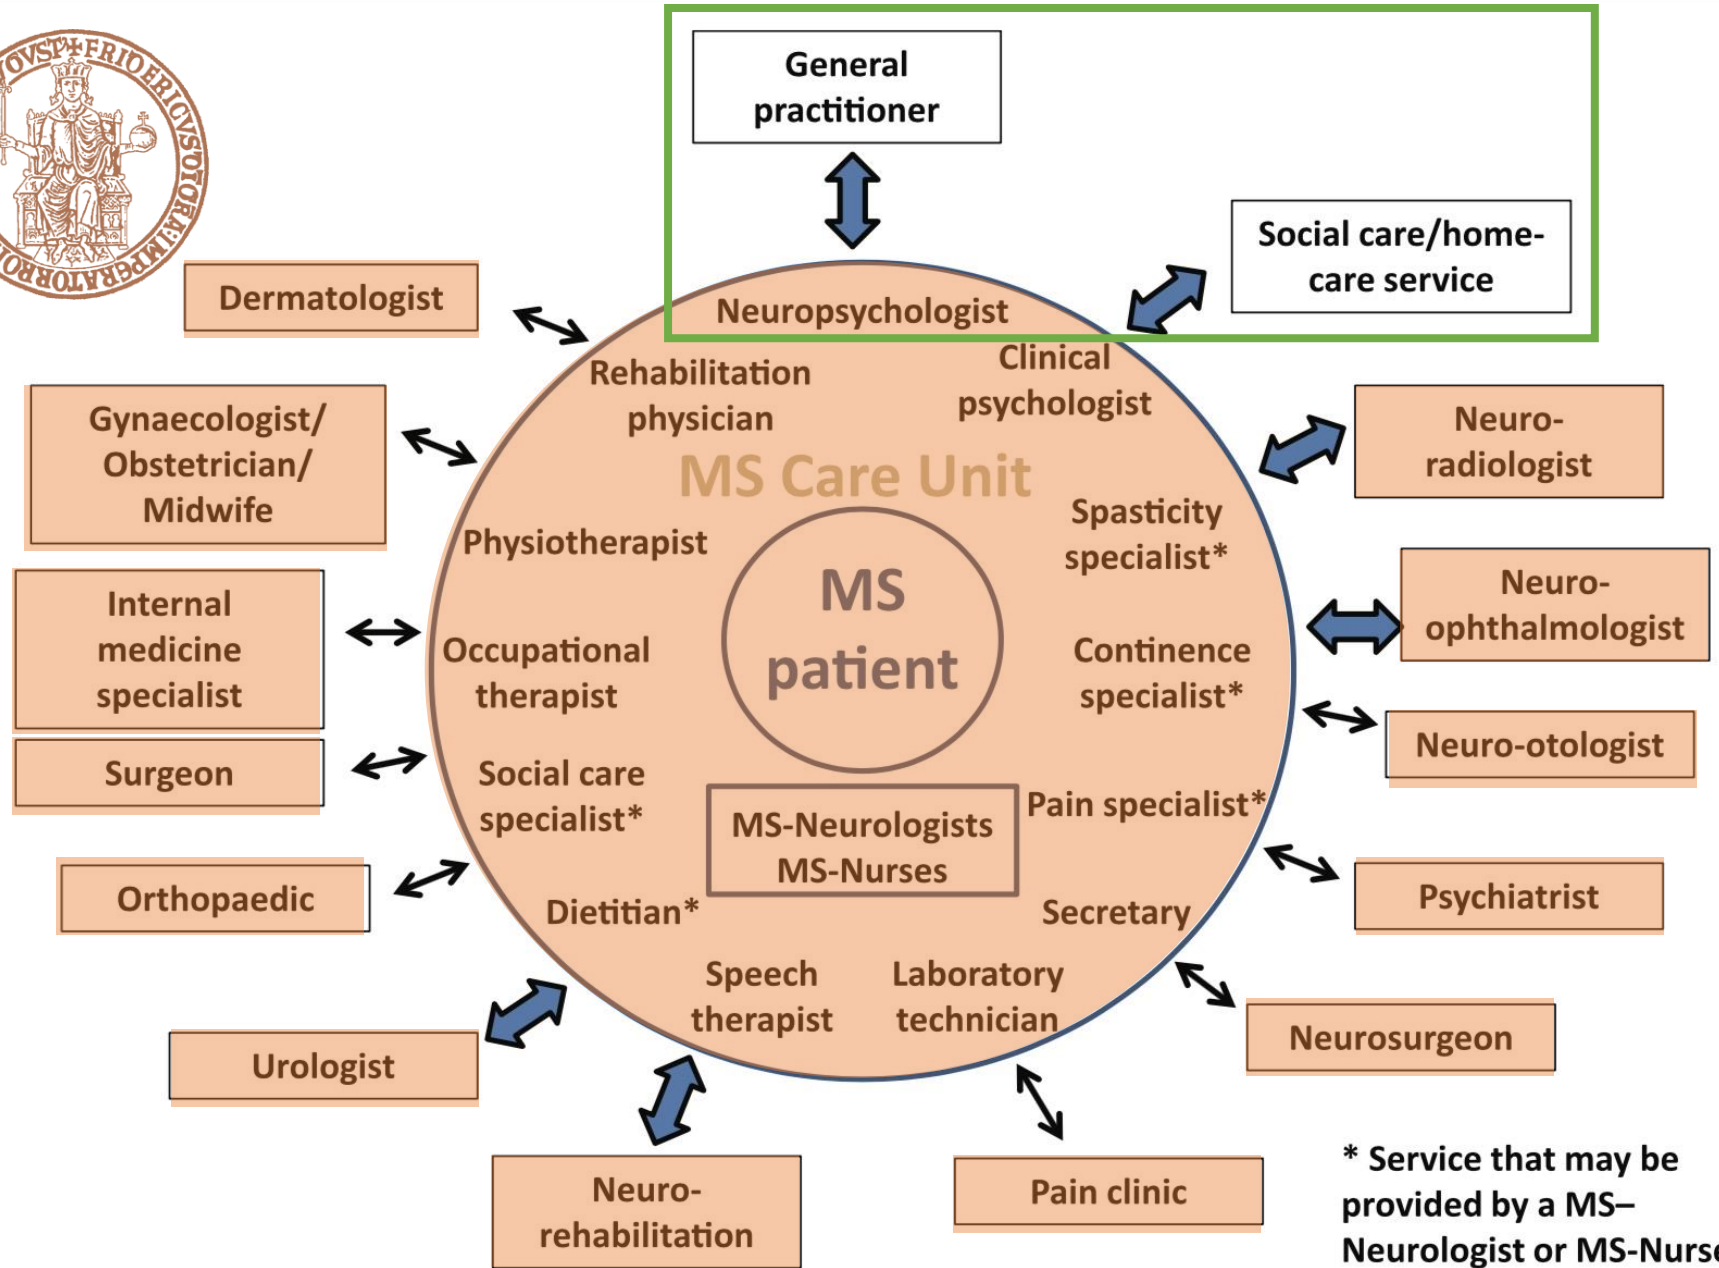 General
practitioner
Social care/home-
care service
Dermatologist
Neuropsychologist
Rehabilitation
physician
Clinical
psychologist
Gynaecologist/
Obstetrician/
Midwife
Neuro-
radiologist
MS Care Unit
Physiotherapist
Spasticity
specialist*
MS
patient
Internal
medicine
specialist
Neuro-
ophthalmologist
Occupational
therapist
Continence
specialist*
Neuro-otologist
Surgeon
Social care
specialist*
MS-Neurologists
MS-Nurses
Pain specialist*
Orthopaedic
Dietitian*
Secretary
Psychiatrist
Speech
therapist
Laboratory
technician
Urologist
Neurosurgeon
Neuro-
rehabilitation
Pain clinic
* Service that may be
provided by a MS–
Neurologist or MS-Nurse